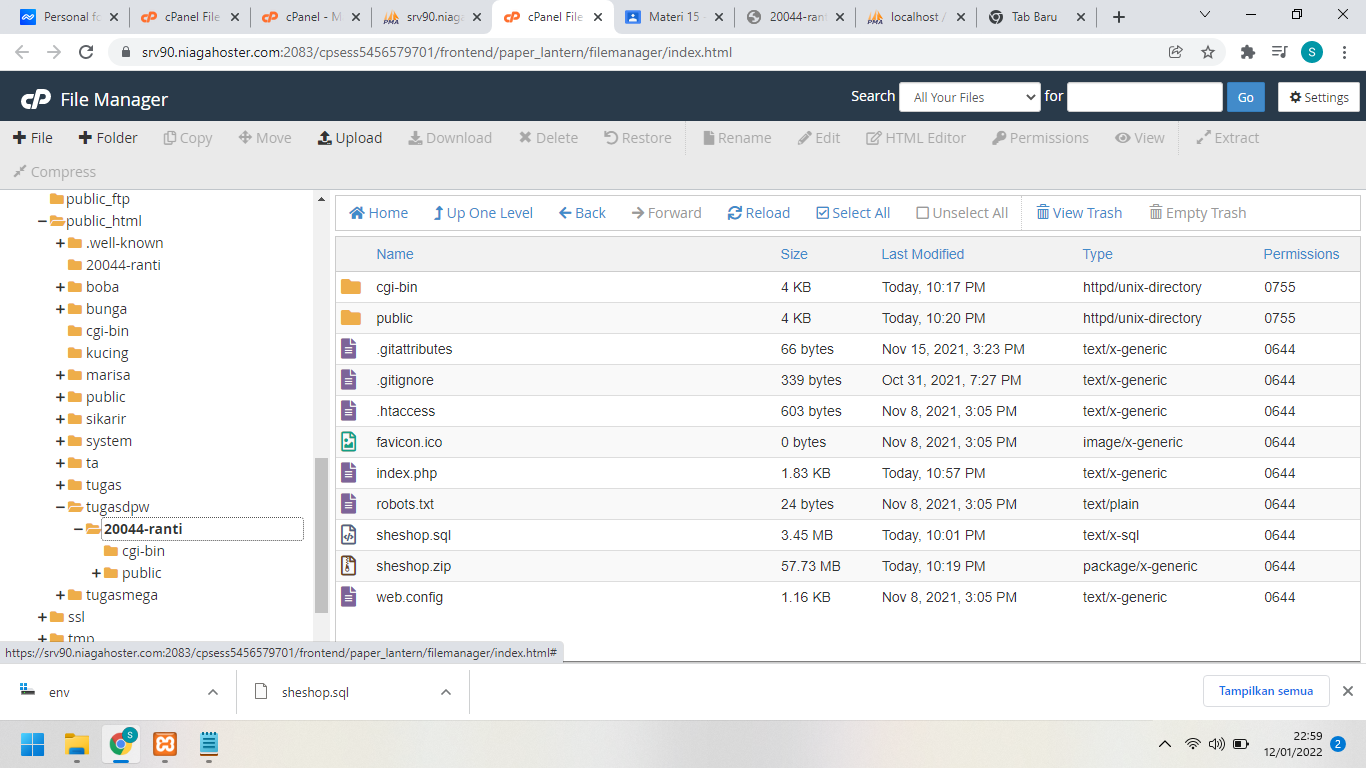 Personal fo
cPanel File
cPanel - M
srv90.niaga
cPanel File
Materi 15 -
20044-rant
localhost /
Tab Baru
srv90.niagahoster.com:2083/cpsess5456579701/frontend/paper_lantern/filemanager/index.html
S
cP File Manager
Search
All Your Files
for
Go
Settings
File
Folder
Copy
Move
Upload
Download
Delete
Restore
Rename
Edit
HTML Editor
Permissions
View
Extract
Compress
public_ftp
public_html
.well-known
20044-ranti
boba
bunga
cgi-bin
kucing
marisa
public
sikarir
system
ta
tugas
tugasdpw
20044-ranti
cgi-bin
public
tugasmega
ssl
tmp
Home
Up One Level
Back
Forward
Reload
Select All
Unselect All
View Trash
Empty Trash
Name Size Last Modified Type Permissions
cgi-bin 4 KB Today, 10:17 PM httpd/unix-directory 0755
public 4 KB Today, 10:20 PM httpd/unix-directory 0755
.gitattributes 66 bytes Nov 15, 2021, 3:23 PM text/x-generic 0644
.gitignore 339 bytes Oct 31, 2021, 7:27 PM text/x-generic 0644
.htaccess 603 bytes Nov 8, 2021, 3:05 PM text/x-generic 0644
favicon.ico 0 bytes Nov 8, 2021, 3:05 PM image/x-generic 0644
index.php 1.83 KB Today, 10:57 PM text/x-generic 0644
robots.txt 24 bytes Nov 8, 2021, 3:05 PM text/plain 0644
sheshop.sql 3.45 MB Today, 10:01 PM text/x-sql 0644
sheshop.zip 57.73 MB Today, 10:19 PM package/x-generic 0644
web.config 1.16 KB Nov 8, 2021, 3:05 PM text/x-generic 0644
https://srv90.niagahoster.com:2083/cpsess5456579701/frontend/paper_lantern/filemanager/index.html#
env
sheshop.sql
Tampilkan semua
S
22:59
12/01/2022
2